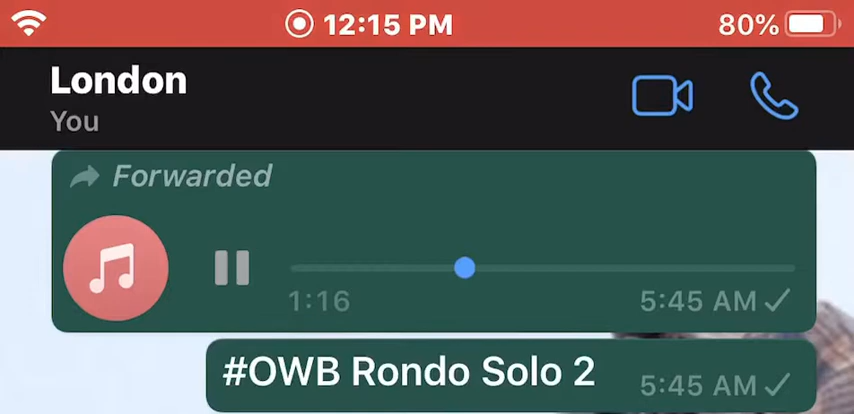 12:15 PM 80%
London
You
Forwarded
1:16 5:45 AM
#OWB Rondo Solo 2 5:45 AM